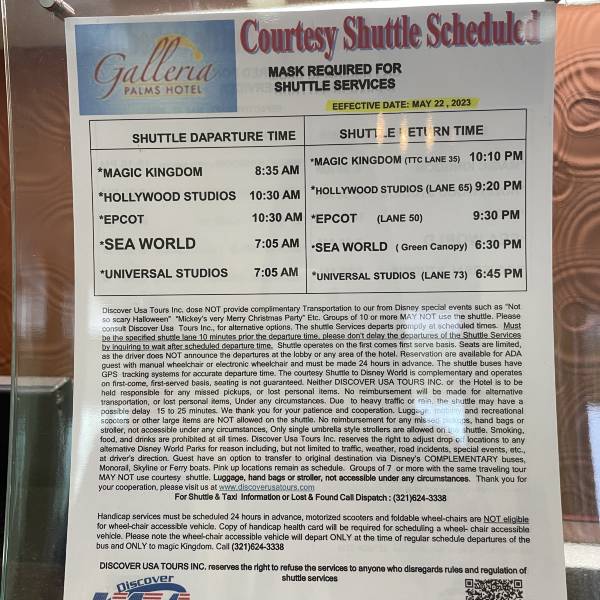 Galleria
PALMS HOTEL
Courtesy Shuttle Scheduled
MASK REQUIRED FOR
SHUTTLE SERVICES
EEFECTIVE DATE: MAY 22 , 2023
SHUTTLE DAPARTURE TIME
*MAGIC KINGDOM 8:35 AM
*HOLLYWOOD STUDIOS 10:30 AM
*EPCOT 10:30 AM
*SEA WORLD 7:05 AM
*UNIVERSAL STUDIOS 7:05 AM
SHUTTLE RETURN TIME
*MAGIC KINGDOM (TTC LANE 35) 10:10 PM
*HOLLYWOOD STUDIOS (LANE 65) 9:20 PM
*EPCOT (LANE 50) 9:30 PM
*SEA WORLD ( Green Canopy) 6:30 PM
*UNIVERSAL STUDIOS (LANE 73) 6:45 PM
Discover Usa Tours Inc. dose NOT provide complimentary Transportation to our from Disney special events such as "Not
so scary Halloween" "Mickey's very Merry Christmas Party" Etc. Groups of 10 or more MAY NOT use the shuttle. Please
consult Discover Usa Tours Inc., for alternative options. The shuttle Services departs promptly at scheduled times. Must
be the specified shuttle lane 10 minutes prior the departure time, please don't delay the departures of the Shuttle Services
by inquiring to wait after scheduled departure time. Shuttle operates on the first comes first serve basis. Seats are limited,
as the driver does NOT announce the departures at the lobby or any area of the hotel. Reservation are available for ADA
guest with manual wheelchair or electronic wheelchair and must be made 24 hours in advance. The shuttle buses have
GPS tracking systems for accurate departure time. The courtesy Shuttle to Disney World is complimentary and operates
on first-come, first-served basis, seating is not guaranteed. Neither DISCOVER USA TOURS INC. or the Hotel is to be
held responsible for any missed pickups, or lost personal items. No reimbursement will be made for alternative
transportation, or lost personal items, Under any circumstances. Due to heavy traffic or rain, the shuttle may have a
possible delay 15 to 25 minutes. We thank you for your patience and cooperation. Luggage, and recreational
scooters or other large items are NOT allowed on the shuttle. No reimbursement for any missed pickups, hand bags or
stroller, not accessible under any circumstances, Only single umbrella style strollers are allowed on the shuttle. Smoking,
food, and drinks are prohibited at all times. Discover Usa Tours Inc. reserves the right to adjust drop of locations to any
alternative Disney World Parks for reason including, but not limited to traffic, weather, road incidents, special events, etc.,
at driver's direction. Guest have an option to transfer to original destination via Disney's COMPLEMENTARY buses,
Monorail, Skyline or Ferry boats. Pink up locations remain as schedule. Groups of 7 or more with the same traveling tour
MAY NOT use courtesy shuttle. Luggage, hand bags or stroller, not accessible under any circumstances. Thank you for
your cooperation, please visit us at www.discoverusatours.com
For Shuttle & Taxi Information or Lost & Found Call Dispatch : (321)624-3338
Handicap services must be scheduled 24 hours in advance, motorized scooters and foldable wheel-chairs are NOT eligible
for wheel-chair accessible vehicle. Copy of handicap health card will be required for scheduling a wheel- chair accessible
vehicle. Please note the wheel-chair accessible vehicle will depart ONLY at the time of regular schedule departures of the
bus and ONLY to magic Kingdom. Call (321)624-3338
DISCOVER USA TOURS INC. reserves the right to refuse the services to anyone who disregards rules and regulation of
shuttle services
Discover
USA